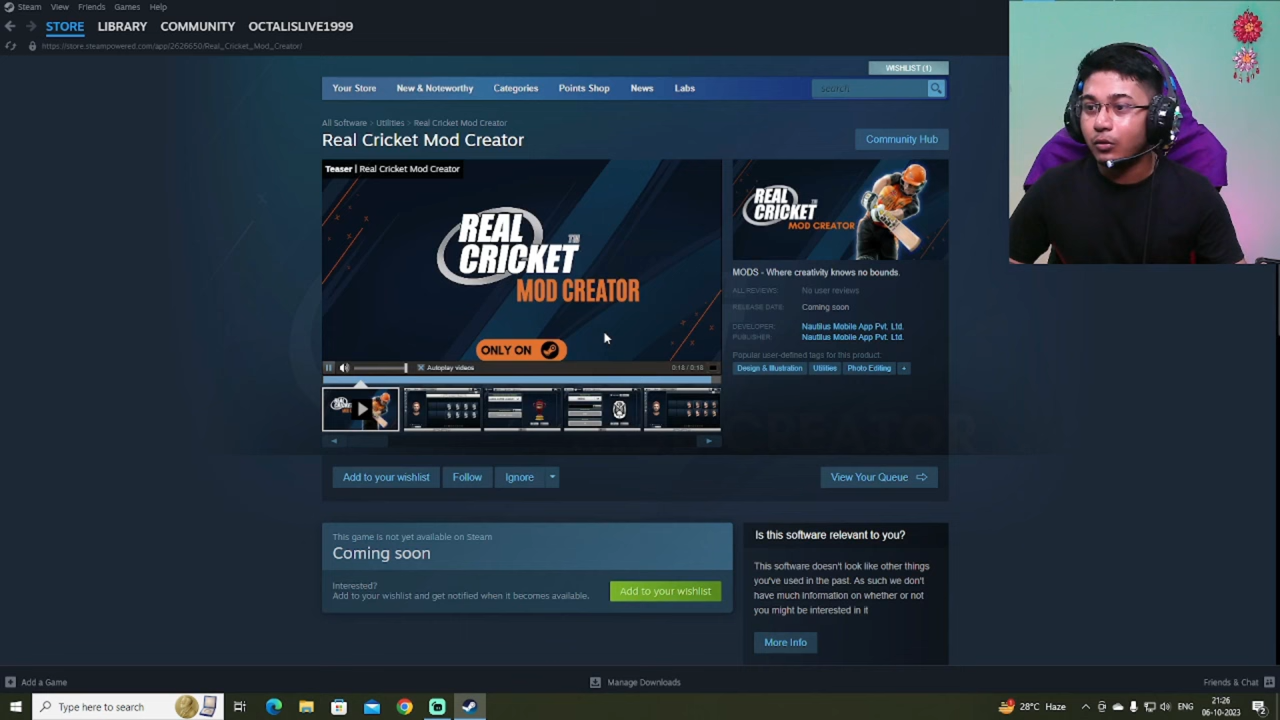 Steam View Friends Games Help
STORE LIBRARY COMMUNITY OCTALISLIVE1999
https://store.steampowered.com/app/2626650/Real_Cricket_Mod_Creator/
WISHLIST (1)
Your Store New & Noteworthy Categories Points Shop News Labs search
All Software > Utilities > Real Cricket Mod Creator
Real Cricket Mod Creator
Community Hub
Teaser | Real Cricket Mod Creator
REAL
CRICKET TM
MOD CREATOR
ONLY ON
Autoplay videos
REAL
CRICKET
MOD CREATOR
MODS - Where creativity knows no bounds.
ALL REVIEWS: No user reviews
RELEASE DATE: Coming soon
DEVELOPER: Nautilus Mobile App Pvt. Ltd.
PUBLISHER: Nautilus Mobile App Pvt. Ltd.
Popular user-defined tags for this product:
Design & Illustration Utilities Photo Editing +
Add to your wishlist Follow Ignore View Your Queue
This game is not yet available on Steam
Coming soon
Interested?
Add to your wishlist and get notified when it becomes available.
Add to your wishlist
Is this software relevant to you?
This software doesn't look like other things
you've used in the past. As such we don't
have much information on whether or not
you might be interested in it
More Info
Add a Game Manage Downloads Friends & Chat
Type here to search
28°C Haze ENG 21:26
06-10-2023